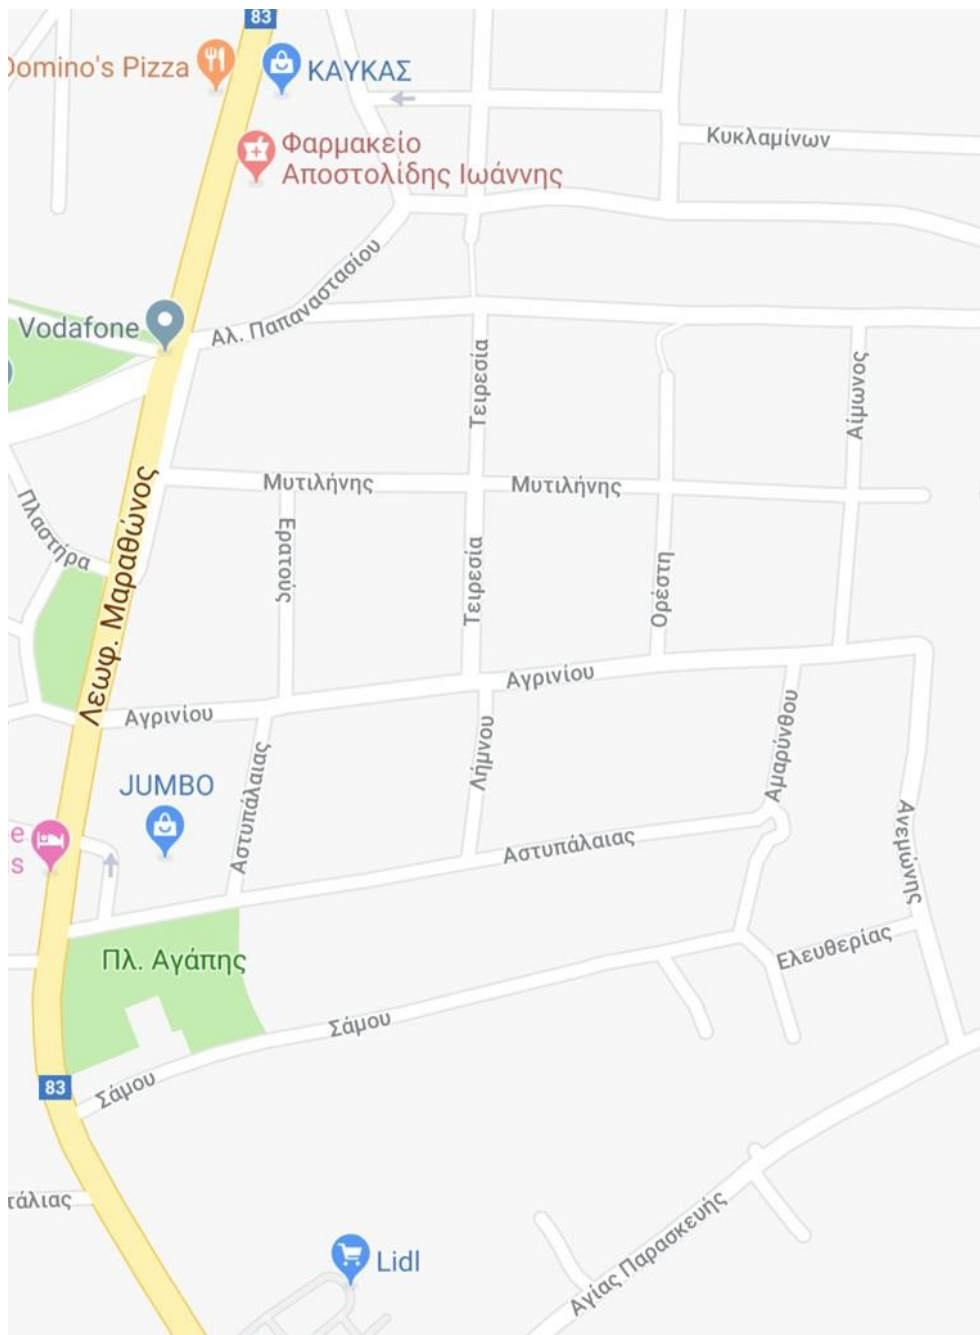 83
Domino's Pizza
ΚΑΥΚΑΣ
Φαρμακείο
Αποστολίδης Ιωάννης
Κυκλαμίνων
Αλ. Παπαναστασίου
Vodafone
Τειρεσία
Αίμωνος
Μυτιλήνης
Μυτιλήνης
Πλαστήρα
Λεωφ. Μαραθώνος
Ερατούς
Τειρεσία
Ορέστη
Αγρινίου
Αγρινίου
Λήμνου
Αμαρύνθου
JUMBO
Αστυπάλαιας
Αστυπάλαιας
Ανεμώνης
e
s
Πλ. Αγάπης
Ελευθερίας
Σάμου
83
Σάμου
τάλιας
Lidl
Αγίας Παρασκευής